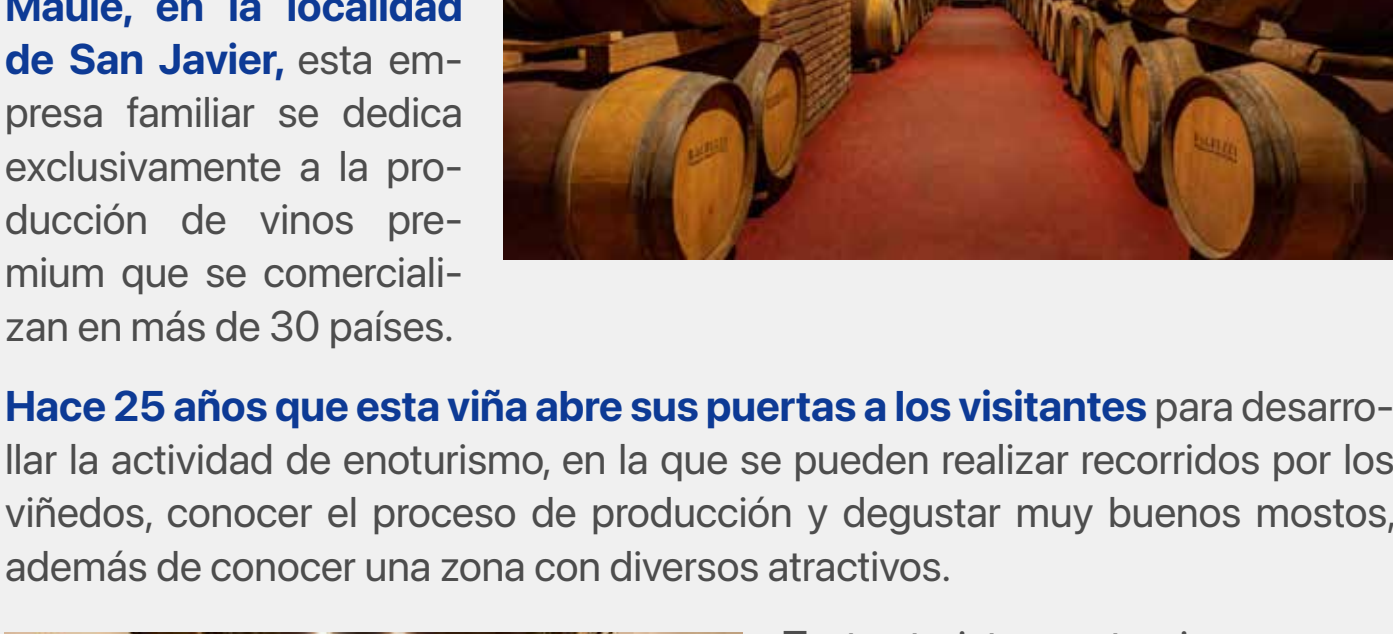 Maule, en la localidad
de San Javier, esta em-
presa familiar se dedica
exclusivamente a la pro-
ducción de vinos pre-
mium que se comerciali-
zan en más de 30 países.
Hace 25 años que esta viña abre sus puertas a los visitantes para desarro-
llar la actividad de enoturismo, en la que se pueden realizar recorridos por los
viñedos, conocer el proceso de producción y degustar muy buenos mostos,
además de conocer una zona con diversos atractivos.